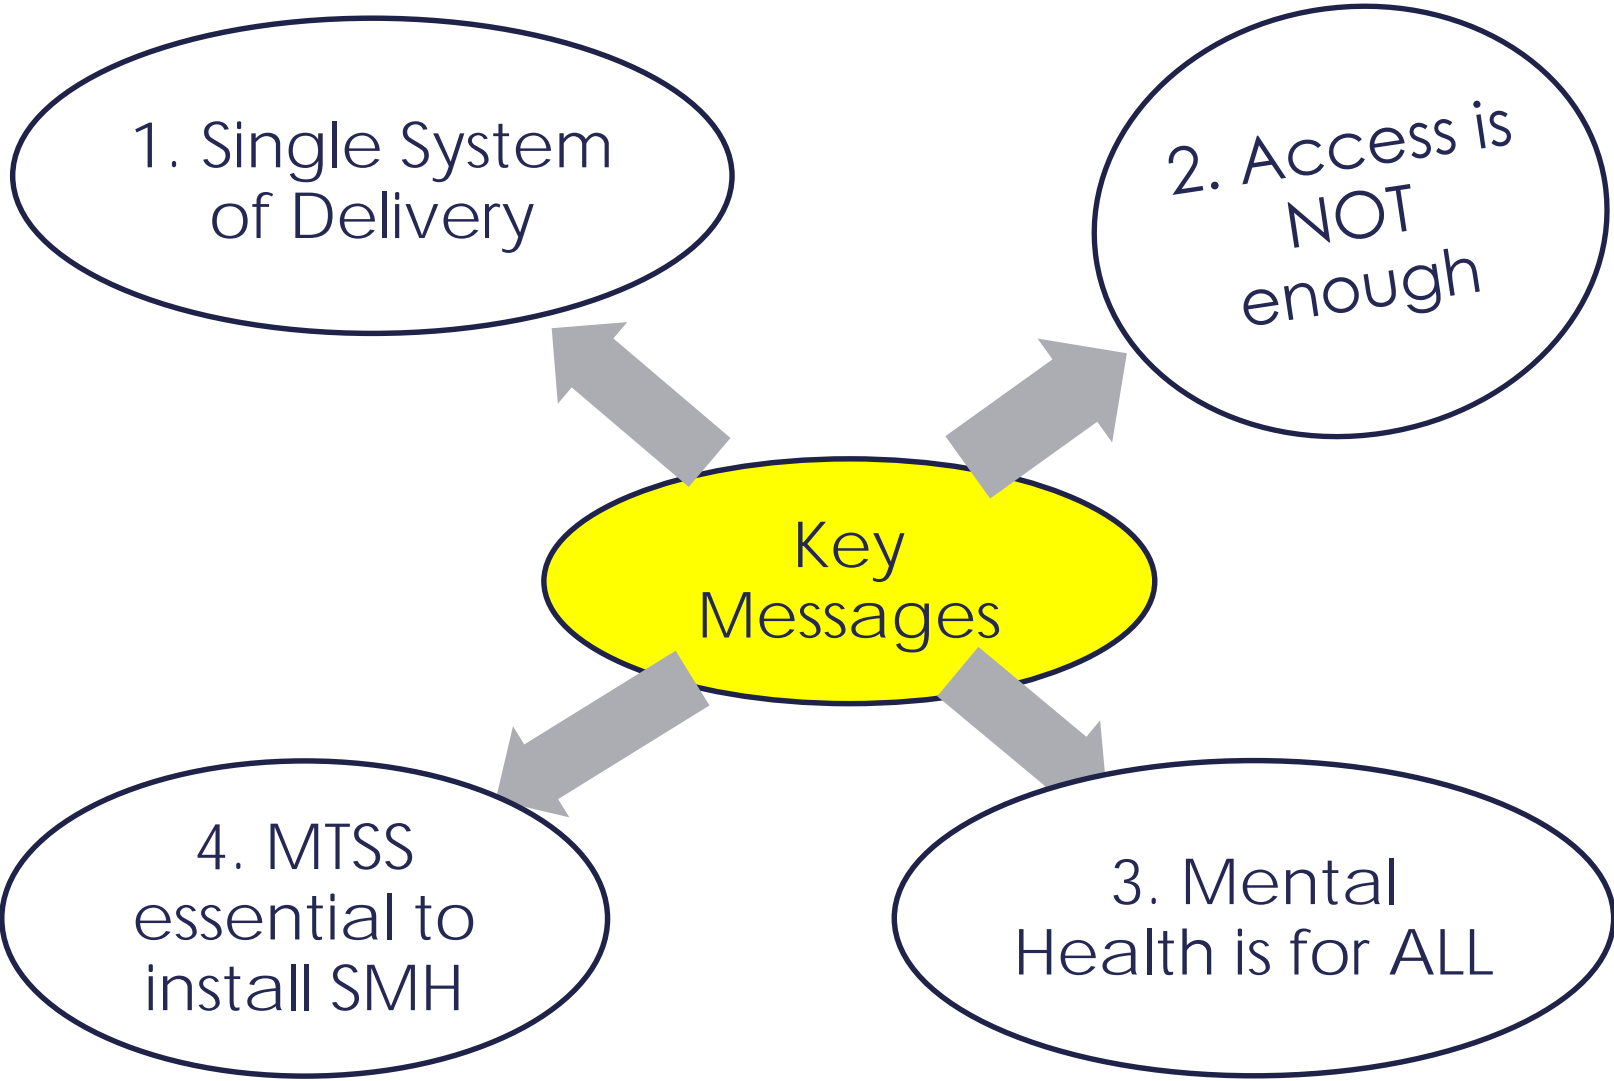 1. Single System
of Delivery
2. Access is
NOT
enough
Key
Messages
4. MTSS
essential to
install SMH
3. Mental
Health is for ALL